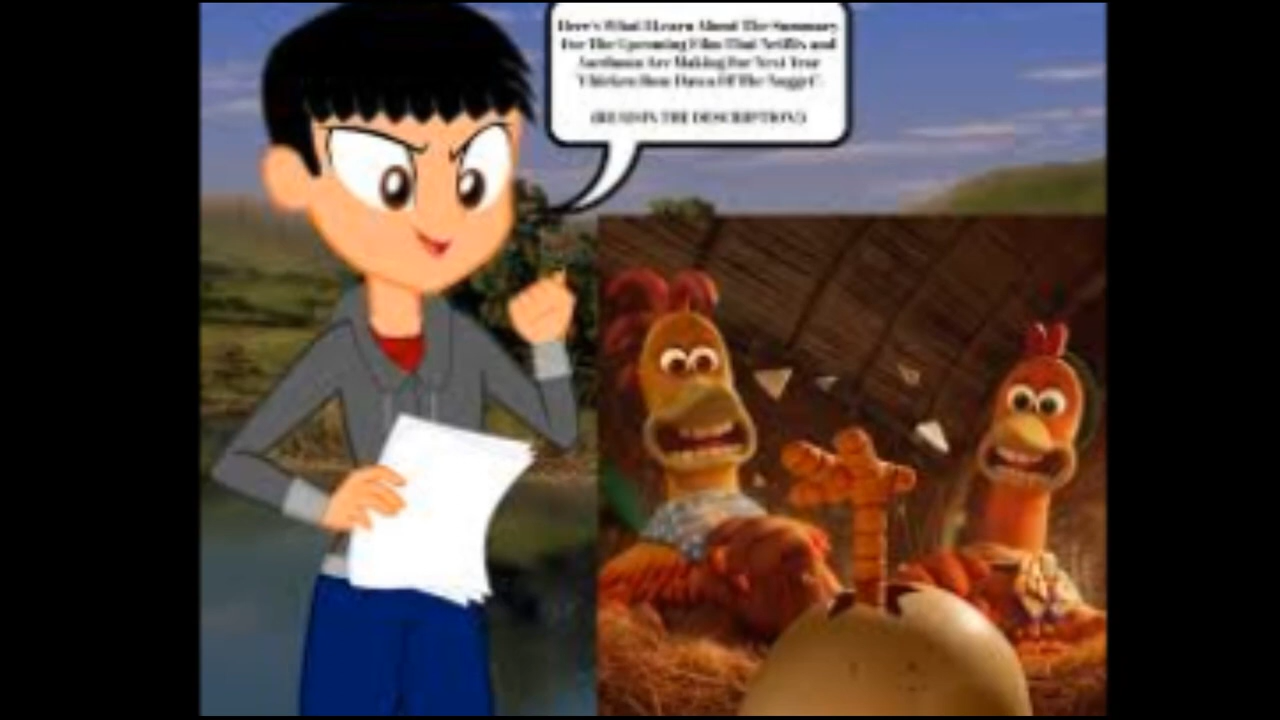 Here's What I Learn About The Summary
For The Upcoming Film That Netflix and
Aardman Are Making For Next Year
'Chicken Run: Dawn Of The Nugget'.
(READ IN THE DESCRIPTION!)